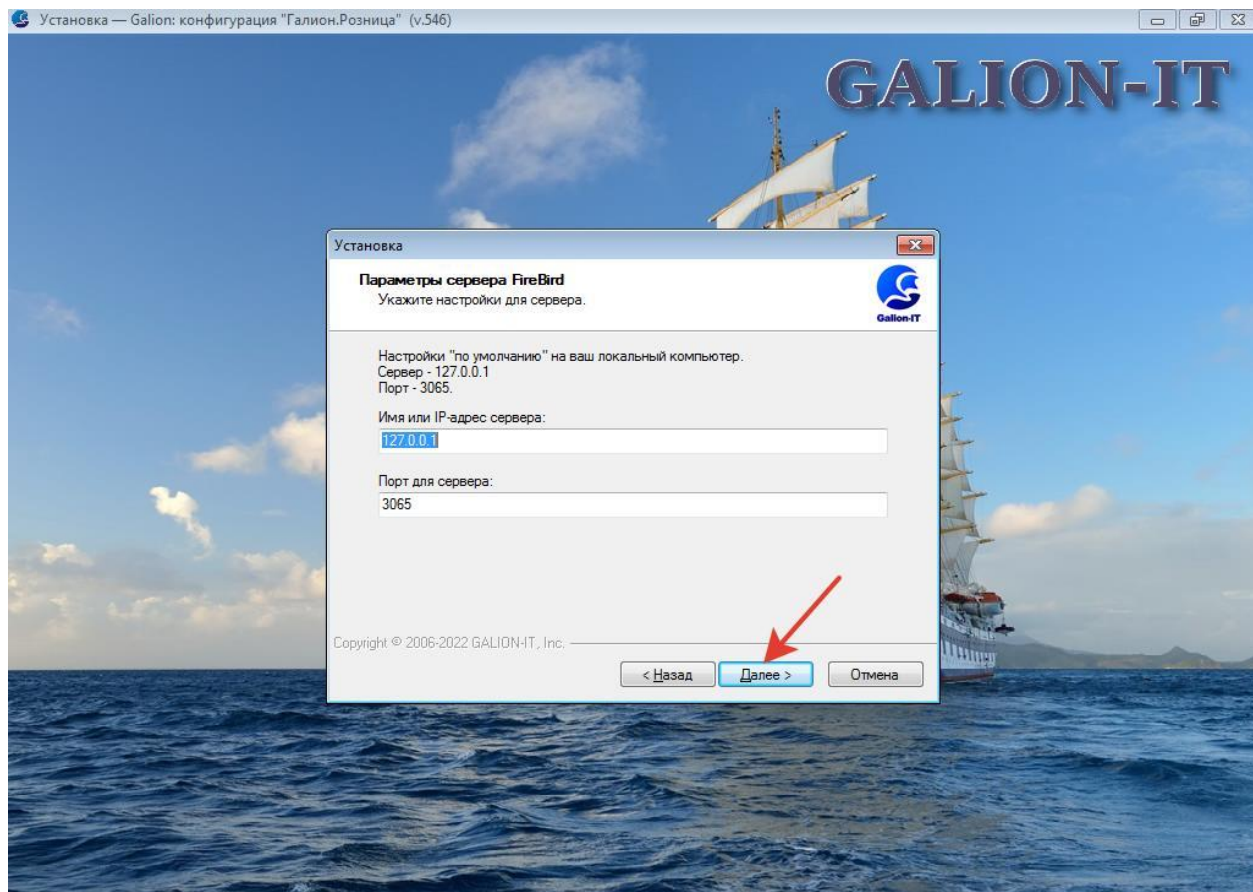 Установка — Galion: конфигурация "Галион.Розница" (v.546)
GALION-IT
Установка
Параметры сервера FireBird
Укажите настройки для сервера.
Galion-IT
Настройки "по умолчанию" на ваш локальный компьютер.
Сервер - 127.0.0.1
Порт - 3065.
Имя или IP-адрес сервера:
127.0.0.1
Порт для сервера:
3065
Copyright © 2006-2022 GALION-IT, Inc.
< Назад
Далее >
Отмена